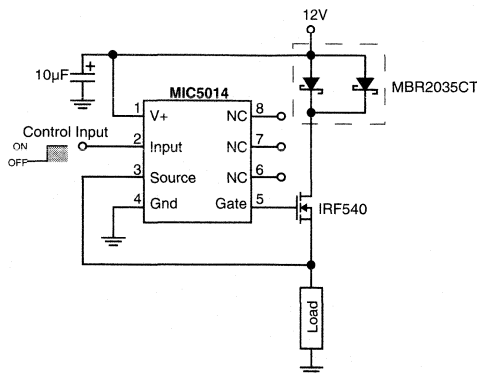 12V
10µF
+
MBR2035CT
MIC5014
1 V+ NC 8
Control Input
ON
OFF
2 Input NC 7
3 Source NC 6
4 Gnd Gate 5
IRF540
Load